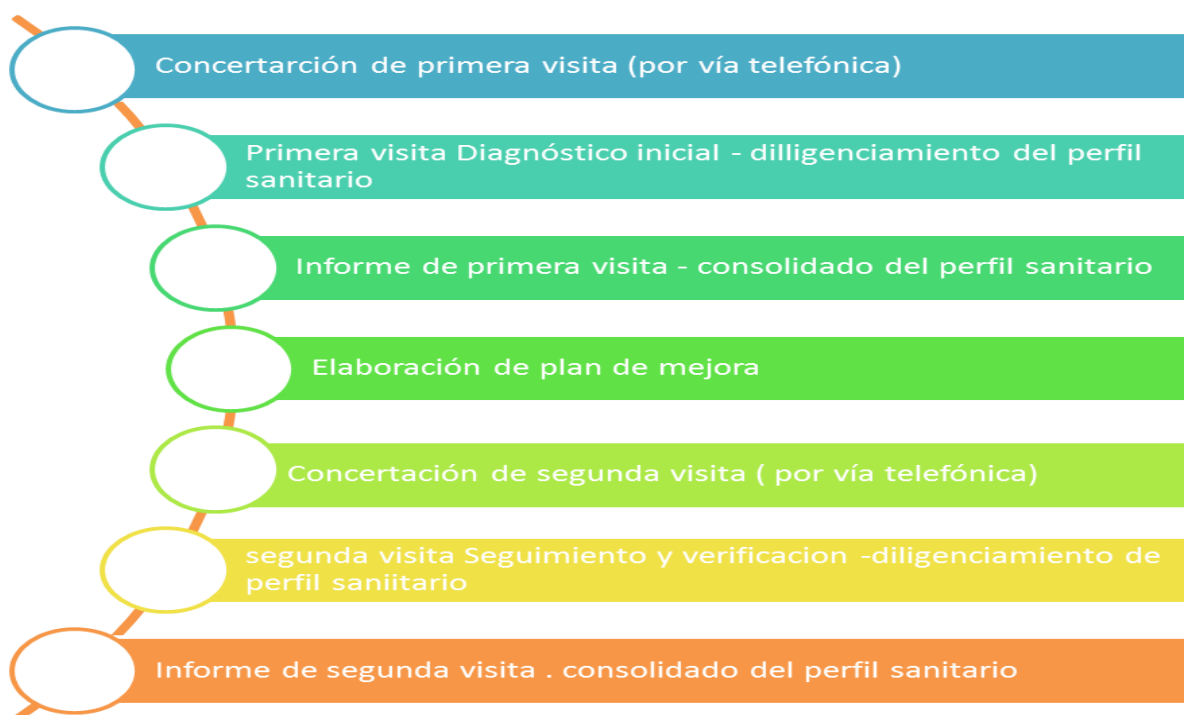 Concertarción de primera visita (por vía telefónica)
Primera visita Diagnóstico inicial - dilligenciamiento del perfil
sanitario
Informe de primera visita - consolidado del perfil sanitario
Elaboración de plan de mejora
Concertación de segunda visita ( por vía telefónica)
segunda visita Seguimiento y verificacion -diligenciamiento de
perfil saniitario
Informe de segunda visita . consolidado del perfil sanitario